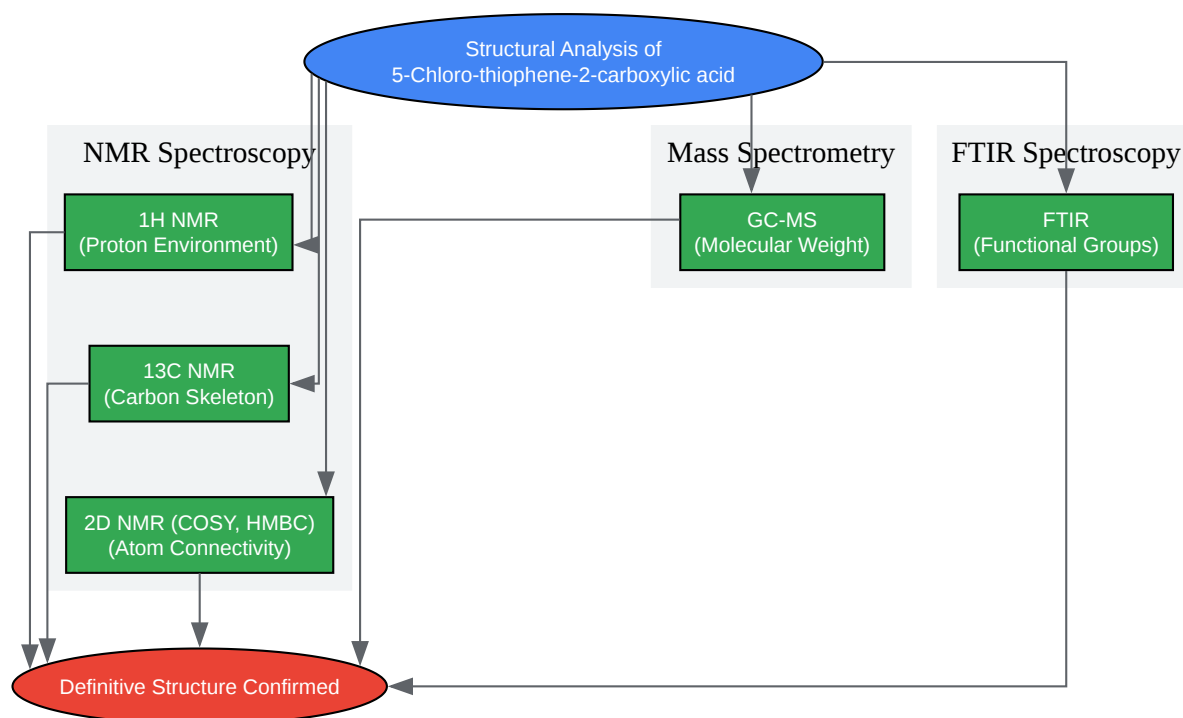 Structural Analysis of
5-Chloro-thiophene-2-carboxylic acid
NMR Spectroscopy
Mass Spectrometry
FTIR Spectroscopy
1H NMR
(Proton Environment)
GC-MS
(Molecular Weight)
FTIR
(Functional Groups)
13C NMR
(Carbon Skeleton)
2D NMR (COSY, HMBC)
(Atom Connectivity)
Definitive Structure Confirmed